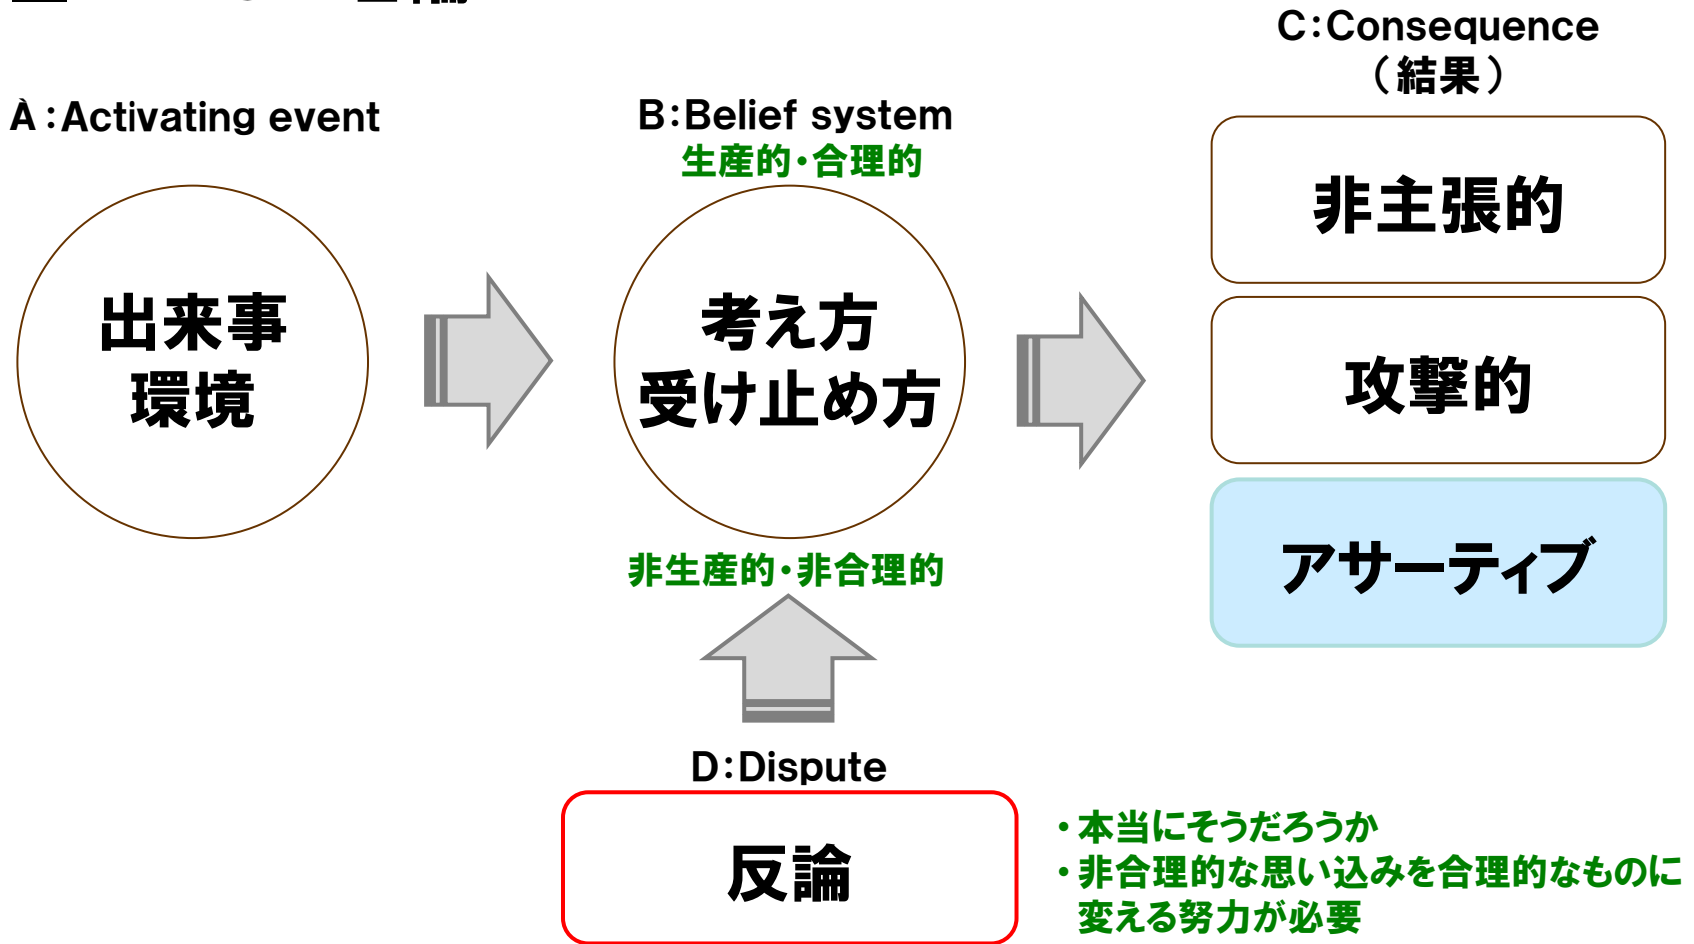 A:Activating event
出来事
環境
B:Belief system
生産的・合理的
考え方
受け止め方
非生産的・非合理的
C:Consequence
（結果）
非主張的
攻撃的
アサーティブ
D:Dispute
反論
・本当にそうだろうか
・非合理的な思い込みを合理的なものに
変える努力が必要